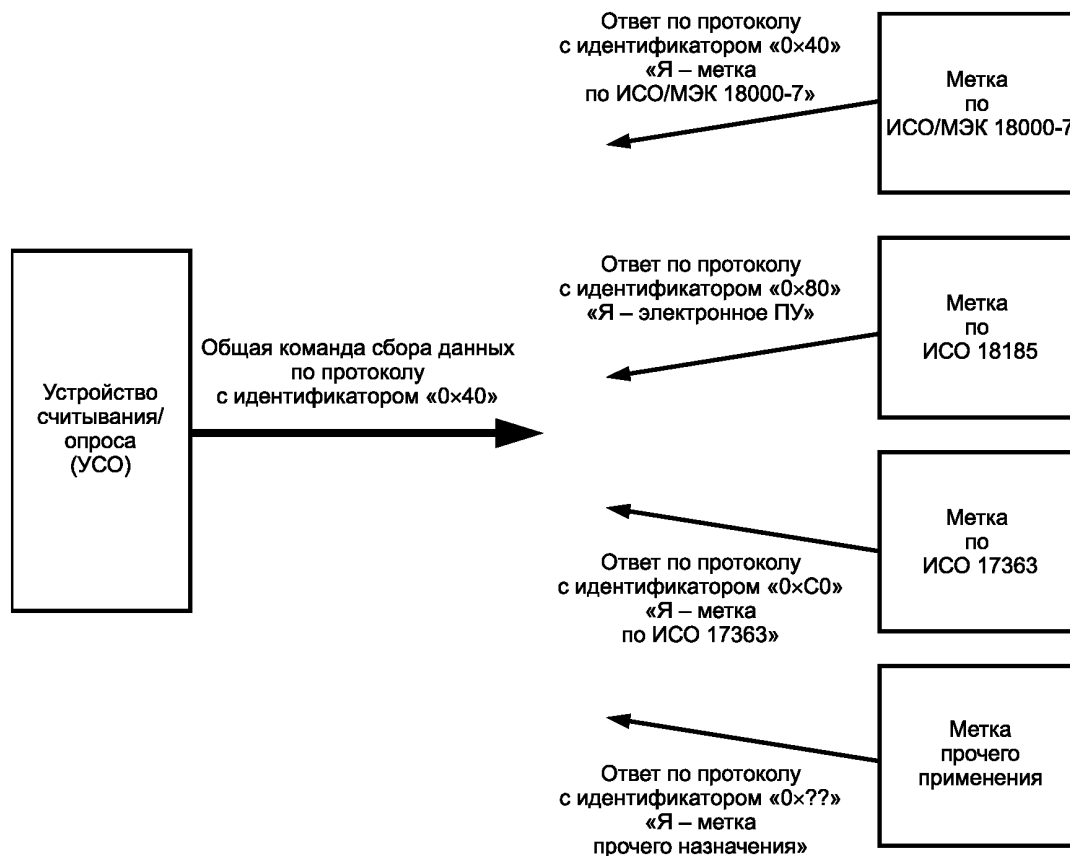 Ответ по протоколу
с идентификатором «0×40»
«Я – метка
по ИСО/МЭК 18000-7»
Метка
по
ИСО/МЭК 18000-7
Ответ по протоколу
с идентификатором «0×80»
«Я – электронное ПУ»
Метка
по
ИСО 18185
Общая команда сбора данных
по протоколу
с идентификатором «0×40»
Устройство
считывания/
опроса
(УСО)
Метка
по
ИСО 17363
Ответ по протоколу
с идентификатором «0×C0»
«Я – метка
по ИСО 17363»
Метка
прочего
применения
Ответ по протоколу
с идентификатором «0×??»
«Я – метка
прочего назначения»